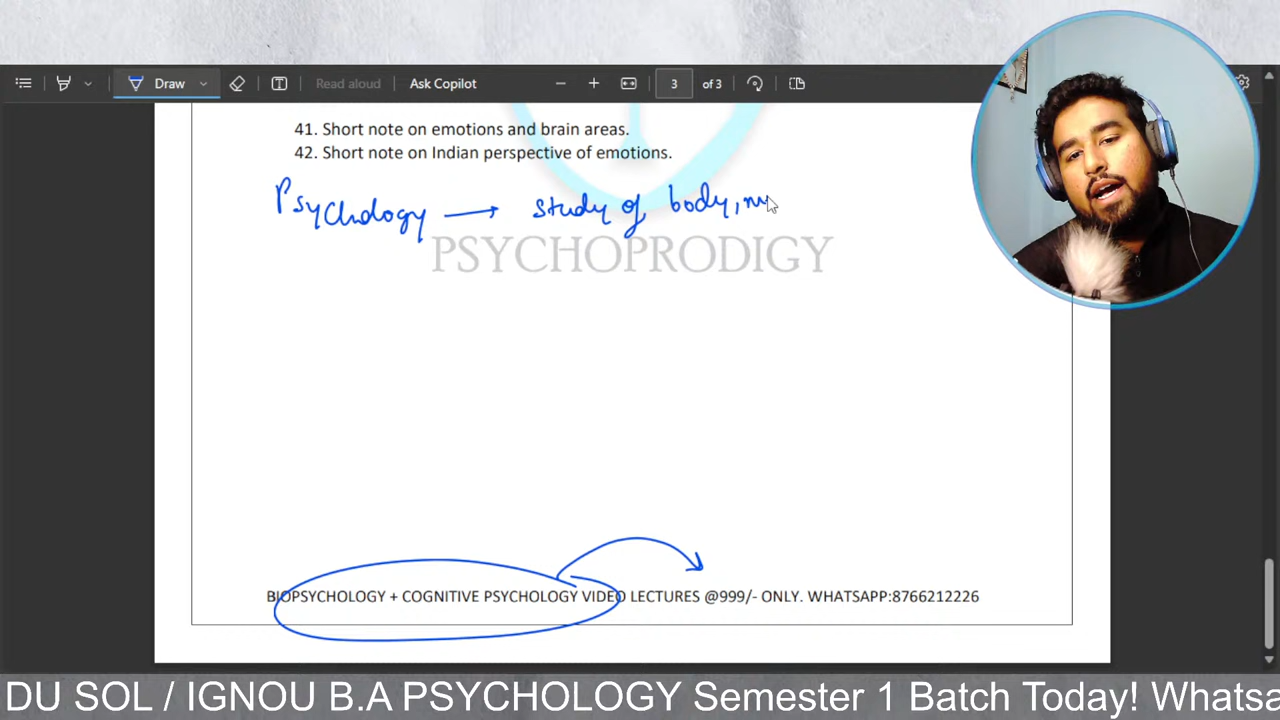 Draw
Read aloud
Ask Copilot
3
of 3
41. Short note on emotions and brain areas.
42. Short note on Indian perspective of emotions.
Psychology → study of body,
PSYCHOPRODIGY
BIOPSYCHOLOGY + COGNITIVE PSYCHOLOGY VIDEO LECTURES @999/- ONLY. WHATSAPP:8766212226
DU SOL / IGNOU B.A PSYCHOLOGY Semester 1 Batch Today! Whatsa